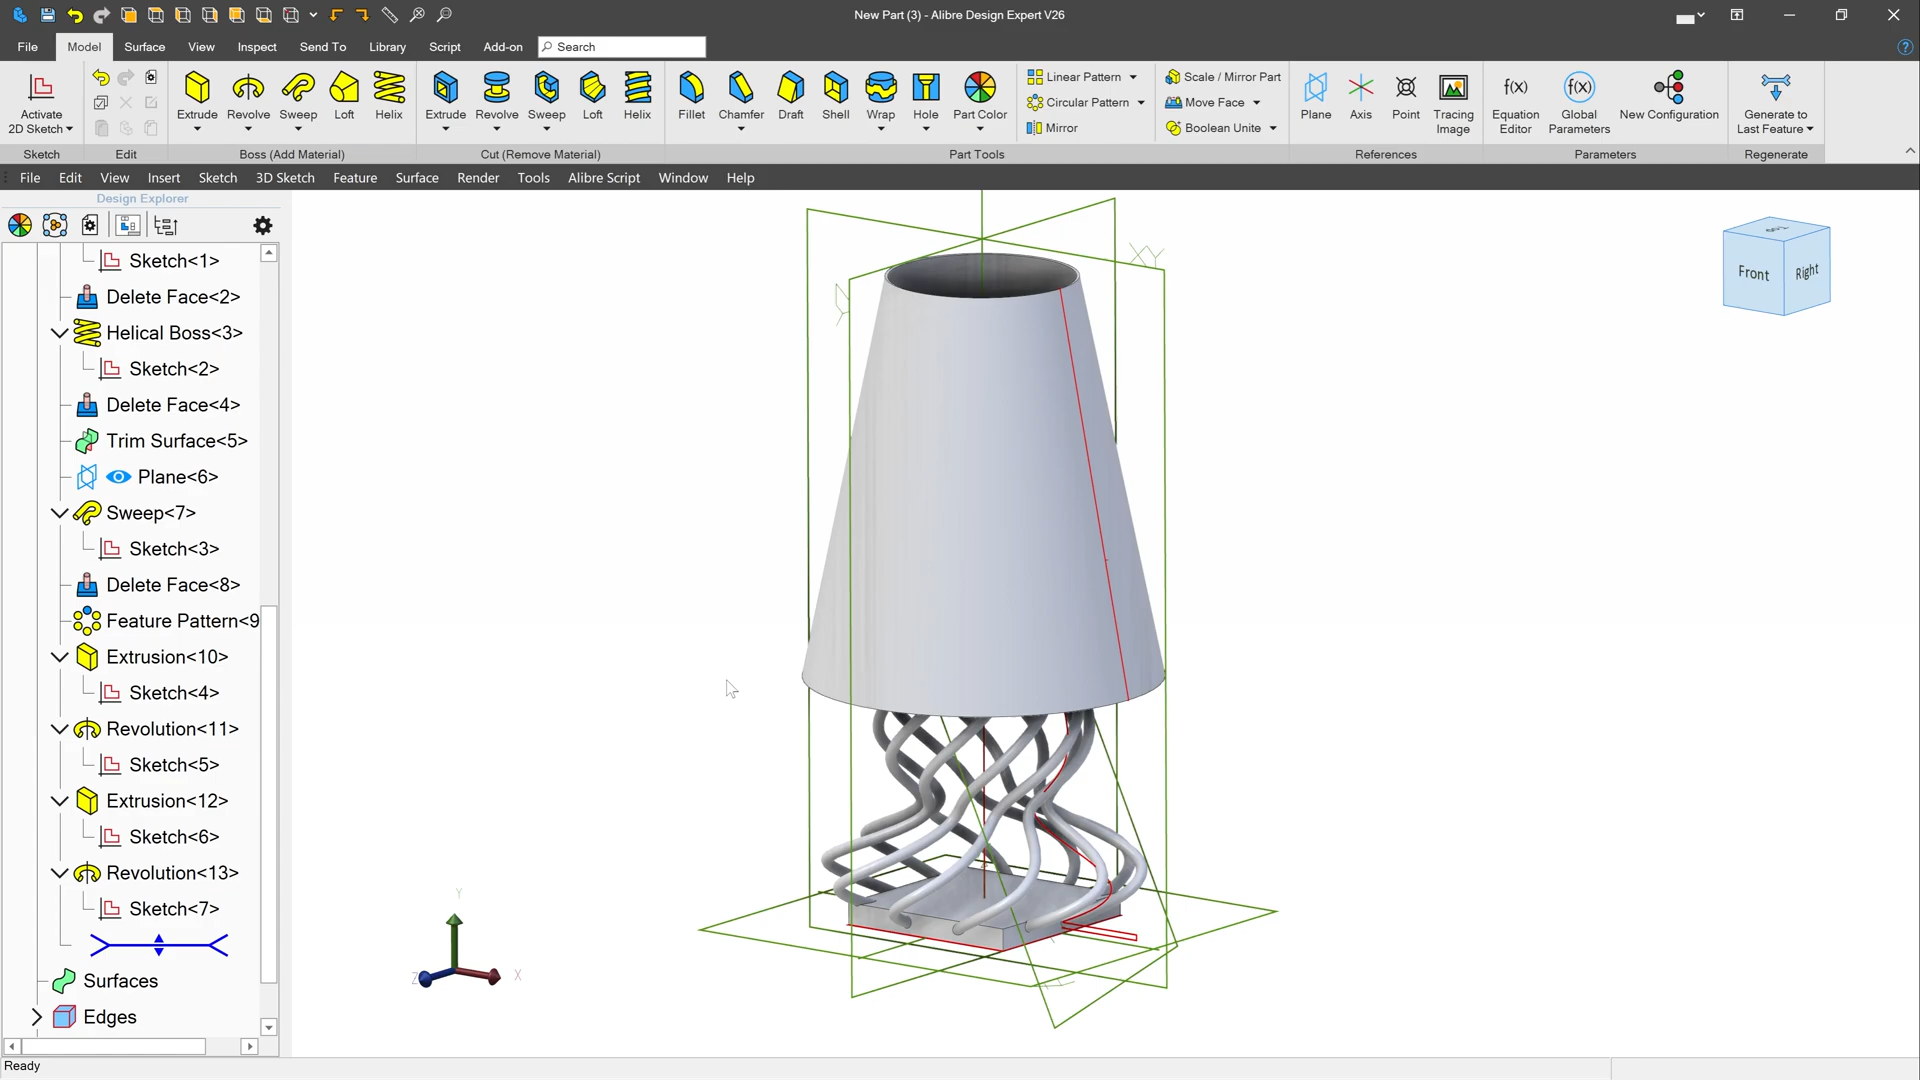 New Part (3) - Alibre Design Expert V26
File Model Surface View Inspect Send To Library Script Add-on Search
Activate
2D Sketch
Extrude Revolve Sweep Loft Helix
Extrude Revolve Sweep Loft Helix
Fillet Chamfer Draft Shell Wrap Hole Part Color
Linear Pattern
Circular Pattern
Mirror
Scale / Mirror Part
Move Face
Boolean Unite
Plane Axis Point Tracing
Image
Equation
Editor
Global
Parameters
New Configuration
Generate to
Last Feature
Sketch Edit Boss (Add Material) Cut (Remove Material) Part Tools References Parameters Regenerate
File Edit View Insert Sketch 3D Sketch Feature Surface Render Tools Alibre Script Window Help
Design Explorer
Sketch<1>
Delete Face<2>
Helical Boss<3>
Sketch<2>
Delete Face<4>
Trim Surface<5>
Plane<6>
Sweep<7>
Sketch<3>
Delete Face<8>
Feature Pattern<9
Extrusion<10>
Sketch<4>
Revolution<11>
Sketch<5>
Extrusion<12>
Sketch<6>
Revolution<13>
Sketch<7>
Surfaces
Edges
XY
Top
Front
Right
Y
Z
X
Ready